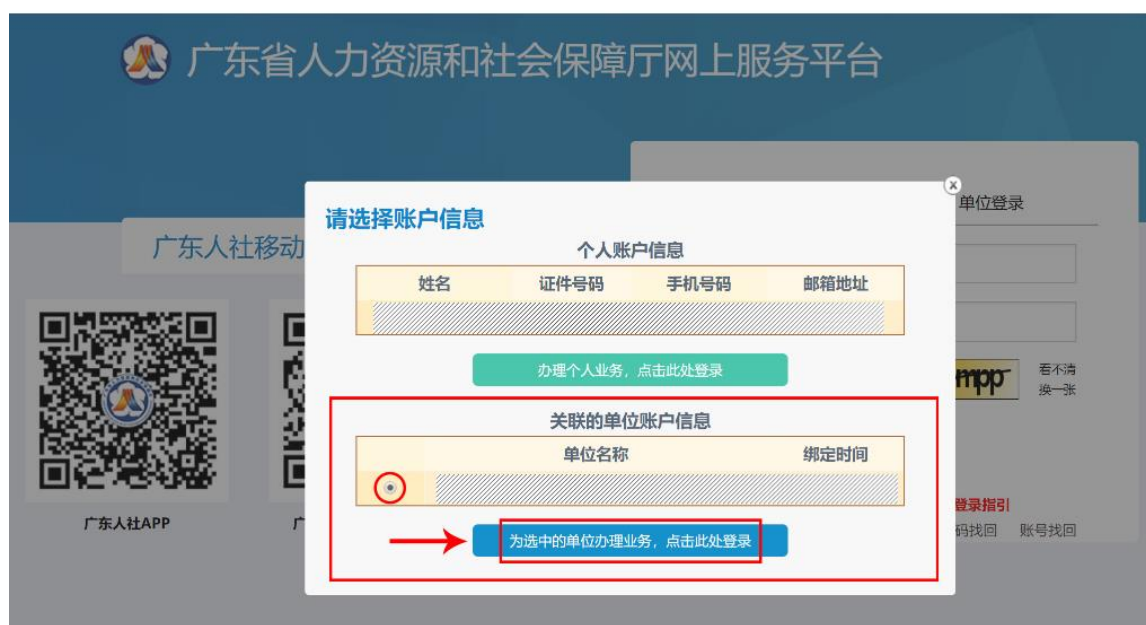 广东省人力资源和社会保障厅网上服务平台
单位登录
请选择账户信息
广东人社移动
个人账户信息
姓名 证件号码 手机号码 邮箱地址
办理个人业务，点击此处登录
mpp 看不清
换一张
关联的单位账户信息
单位名称 绑定时间
登录指引
广东人社APP
码找回 账号找回
为选中的单位办理业务，点击此处登录